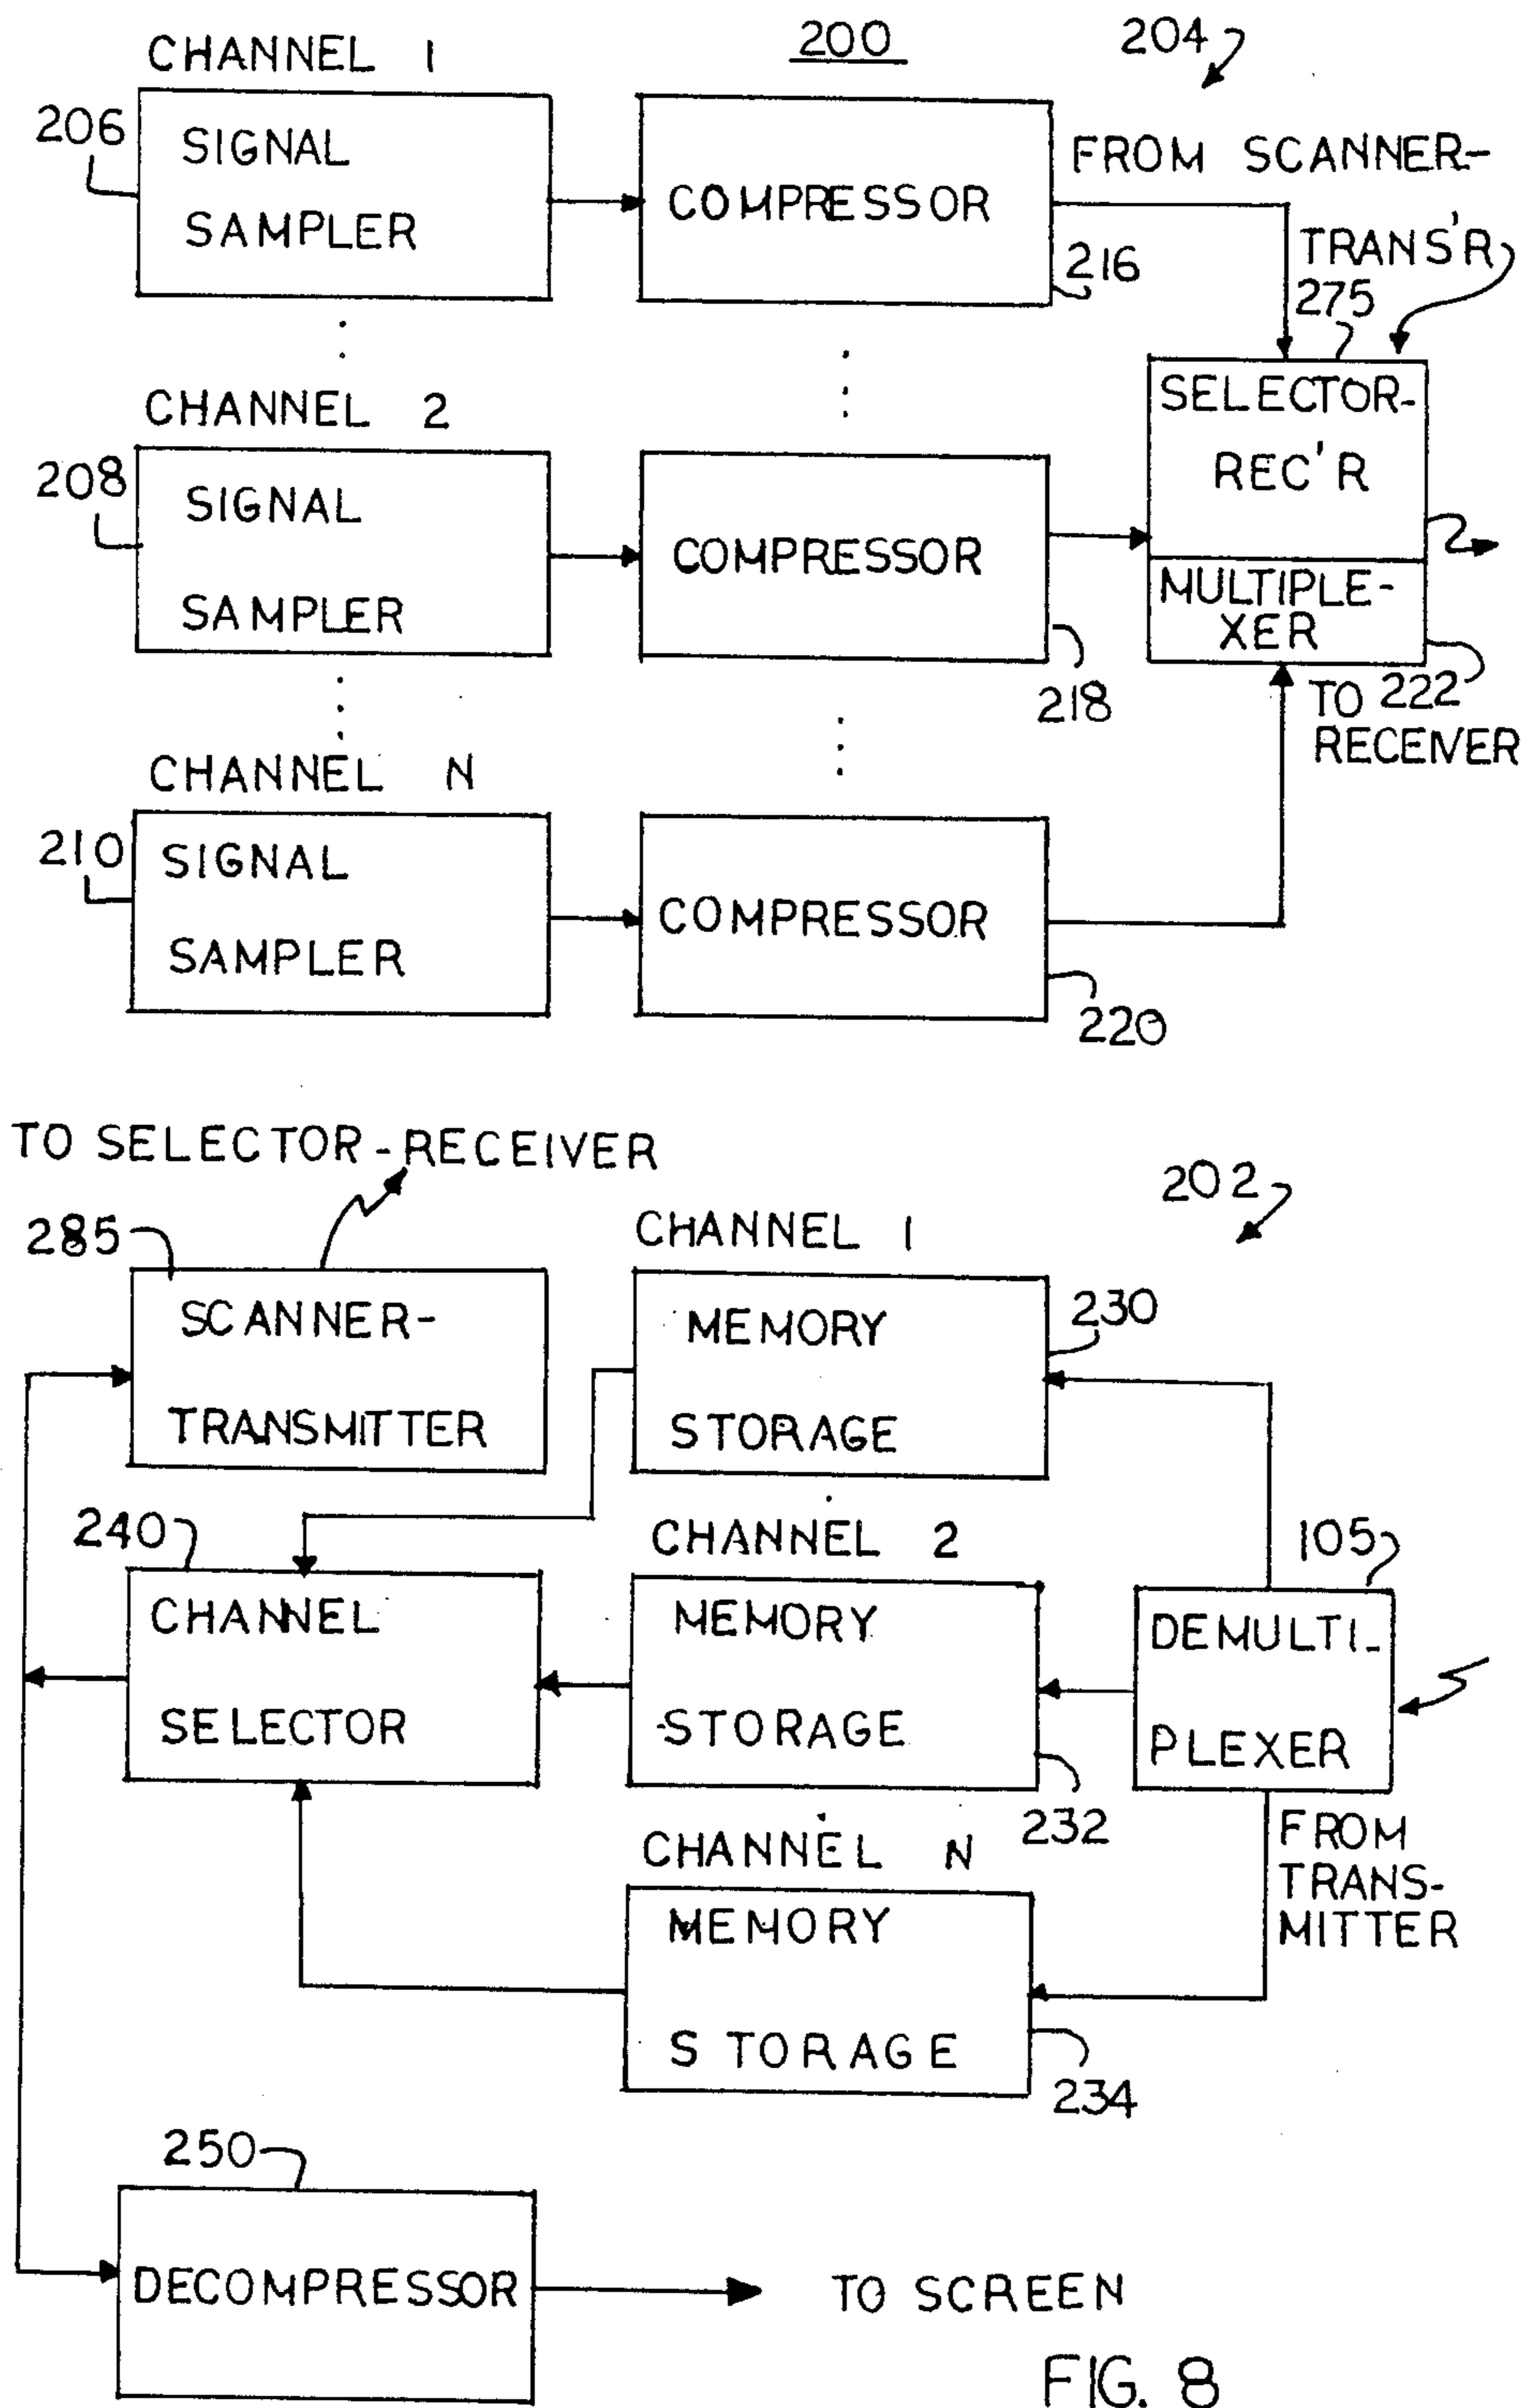 CHANNEL 1
200
204
206
SIGNAL
SAMPLER
COMPRESSOR
216
FROM SCANNER-
TRANS'R
275
CHANNEL 2
208
SIGNAL
SAMPLER
COMPRESSOR
218
SELECTOR-
REC'R
MULTIPLE-
XER
222
TO
RECEIVER
CHANNEL N
210
SIGNAL
SAMPLER
COMPRESSOR
220
TO SELECTOR-RECEIVER
202
285
SCANNER-
TRANSMITTER
CHANNEL 1
MEMORY
STORAGE
230
240
CHANNEL
SELECTOR
CHANNEL 2
MEMORY
STORAGE
232
105
DEMULTI-
PLEXER
FROM
TRANS-
MITTER
CHANNEL N
MEMORY
STORAGE
234
250
DECOMPRESSOR
TO SCREEN
FIG. 8